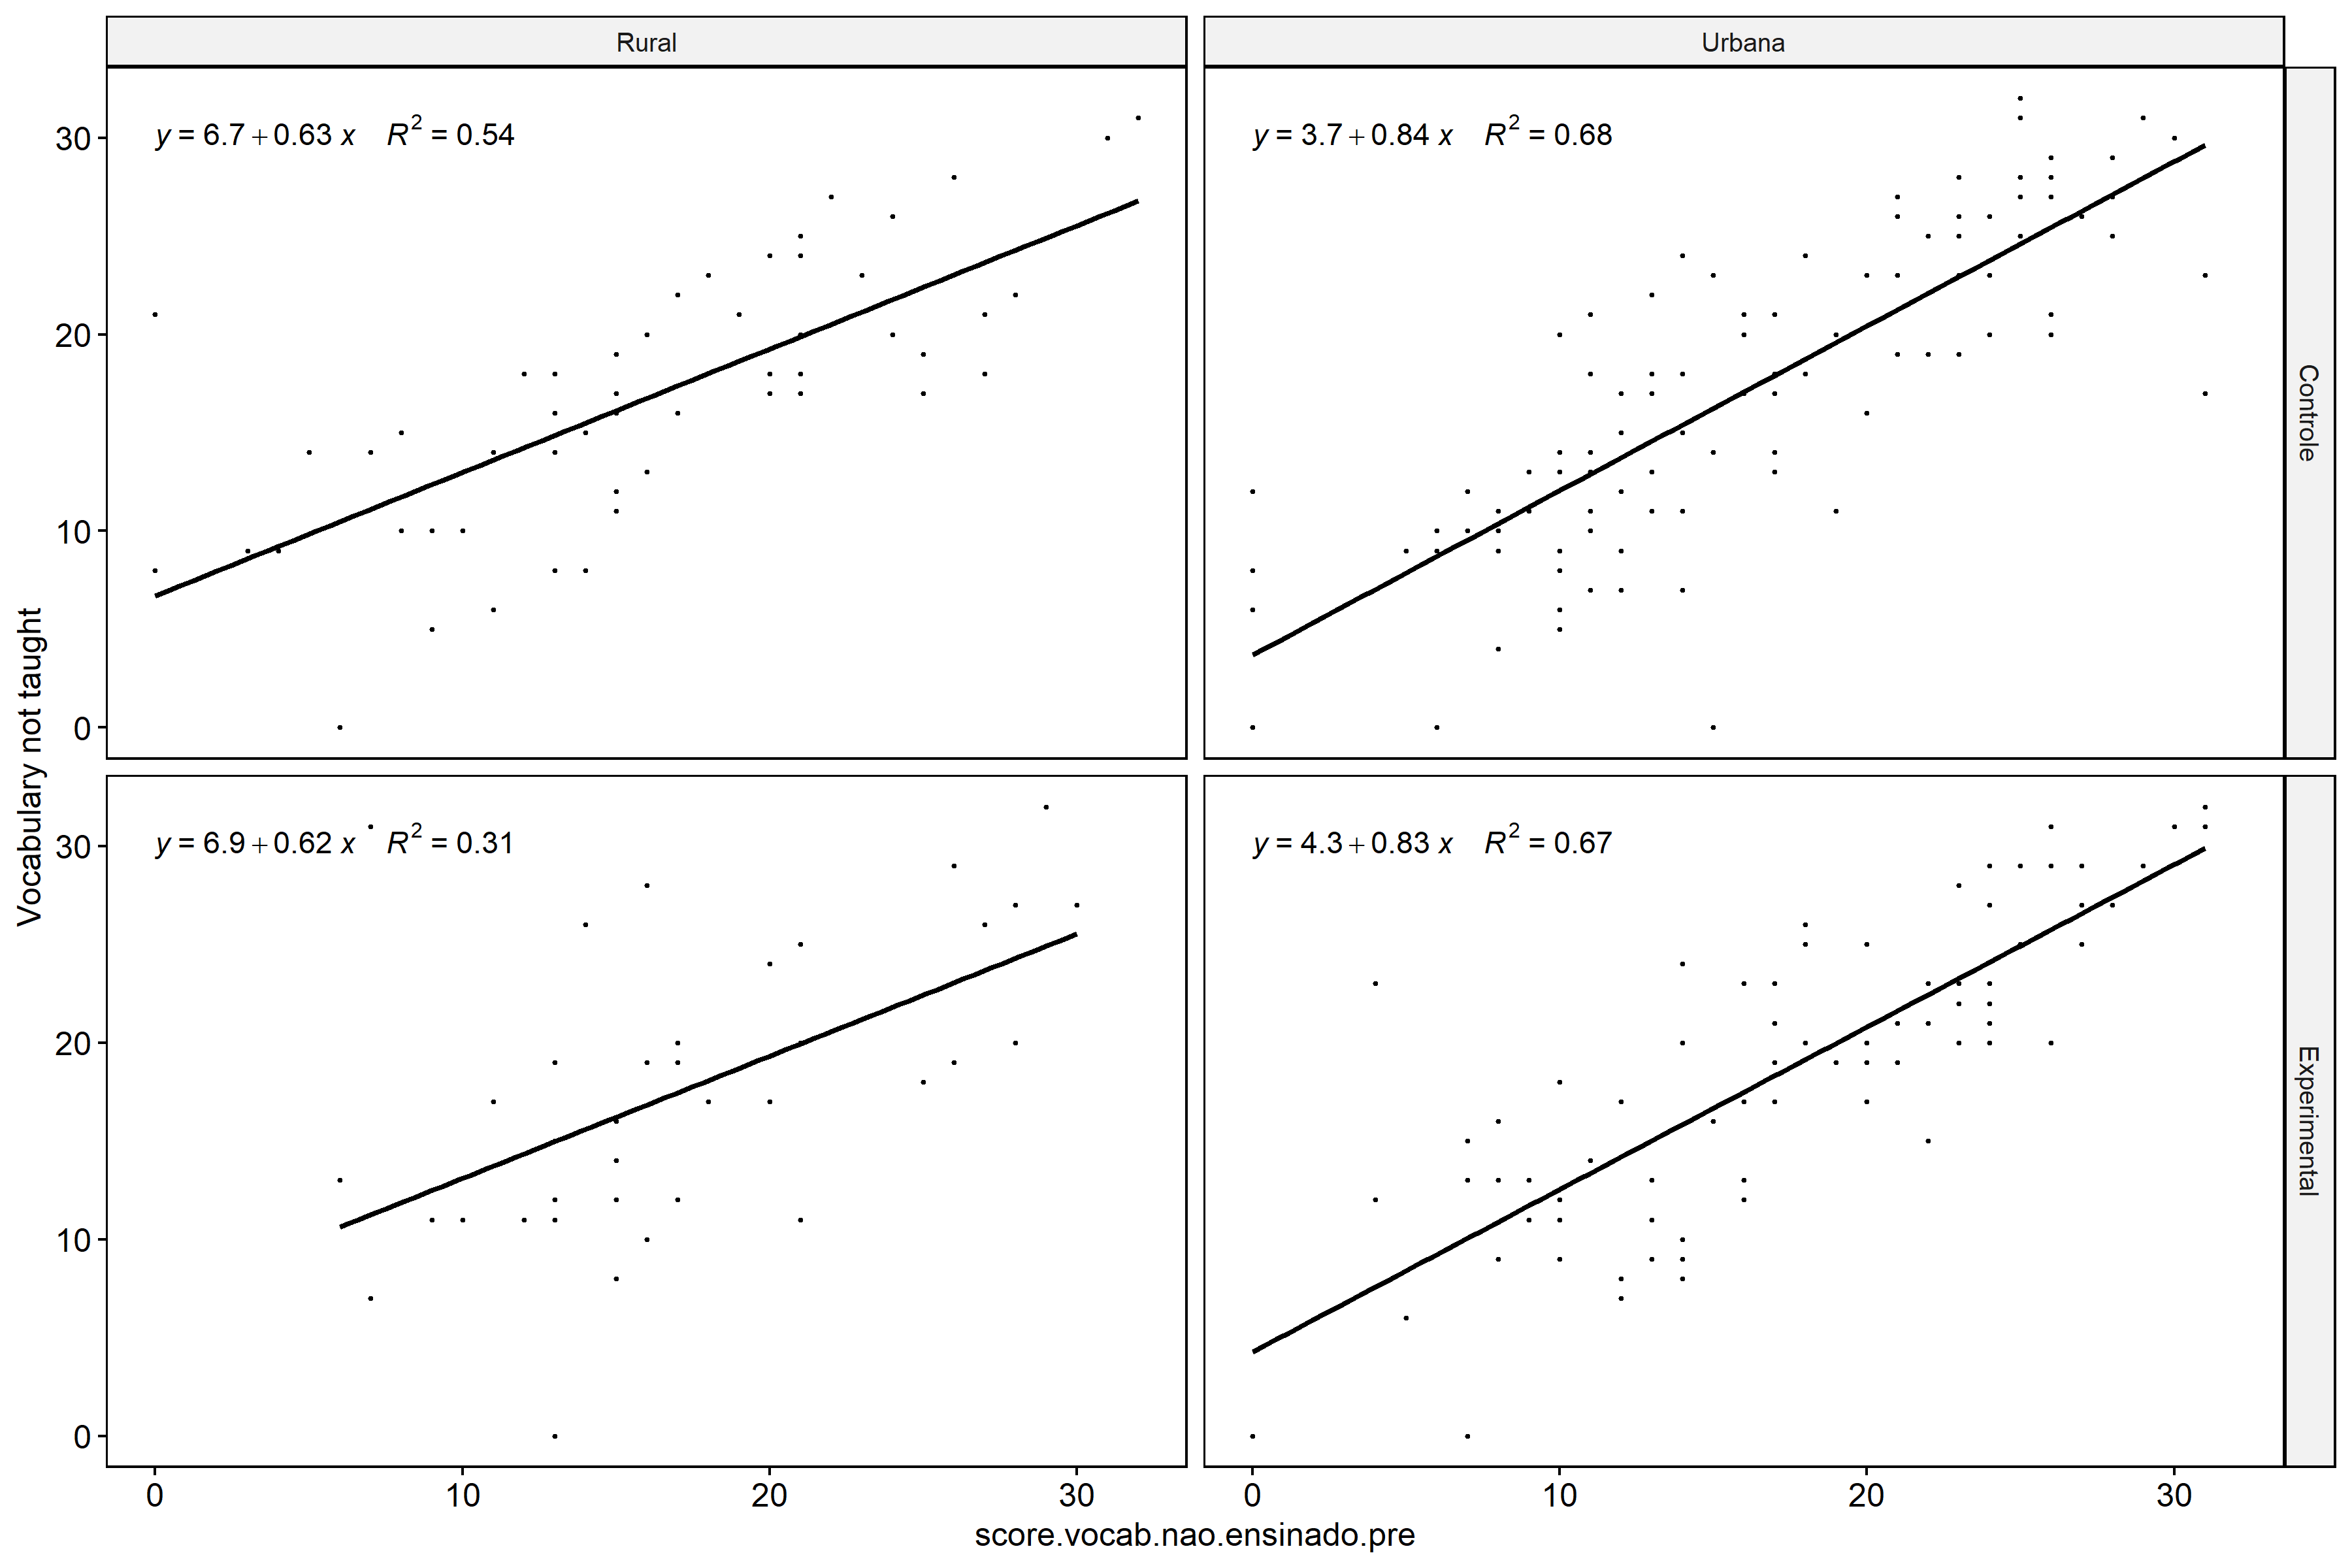 Rural
Urbana
y = 6.7 + 0.63 x R² = 0.54
y = 3.7 + 0.84 x R² = 0.68
30
20
10
0
Controle
Vocabulary not taught
y = 6.9 + 0.62 x R² = 0.31
y = 4.3 + 0.83 x R² = 0.67
30
20
10
0
Experimental
0 10 20 30
0 10 20 30
score.vocab.nao.ensinado.pre